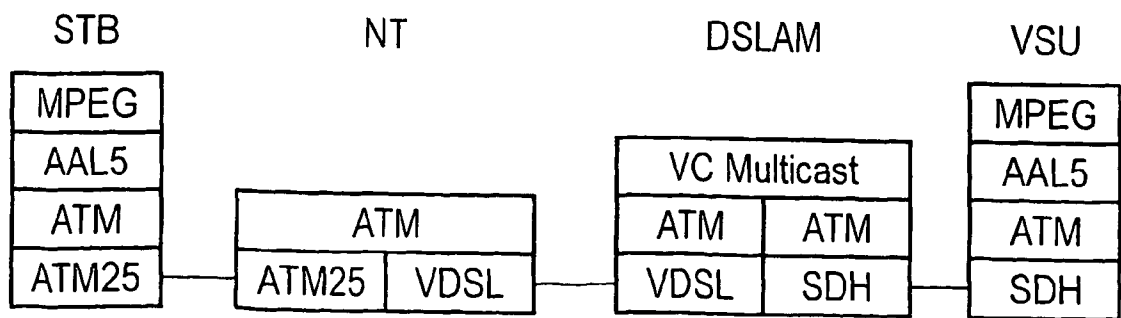 STB NT DSLAM VSU
MPEG MPEG
AAL5 VC Multicast AAL5
ATM ATM ATM ATM ATM
ATM25 ATM25 VDSL VDSL SDH SDH